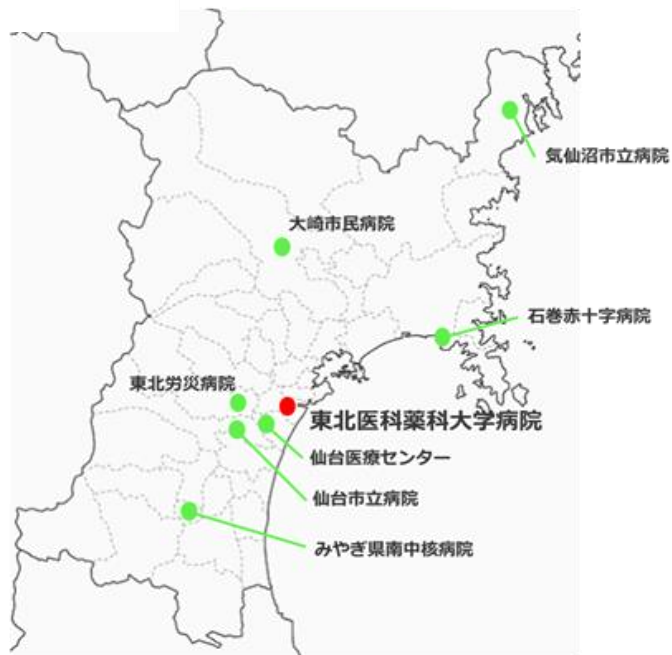 気仙沼市立病院
大崎市民病院
石巻赤十字病院
東北労災病院
東北医科薬科大学病院
仙台医療センター
仙台市立病院
みやぎ県南中核病院